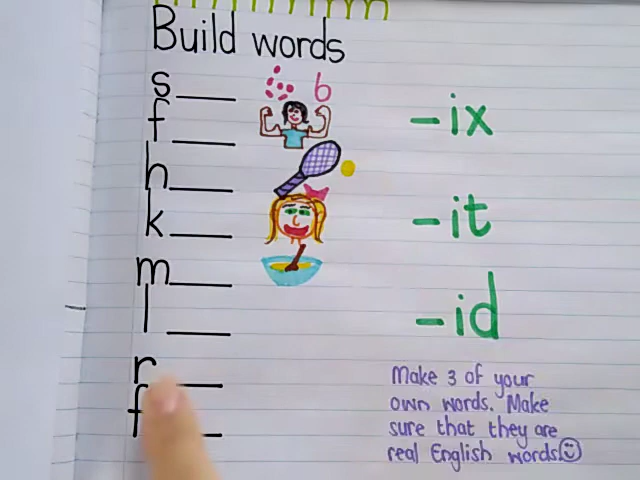 Build words
s___ 6
f___
h___
k___
m___
l___
r___
f___
-ix
-it
-id
Make 3 of your
own words. Make
sure that they are
real English words☺